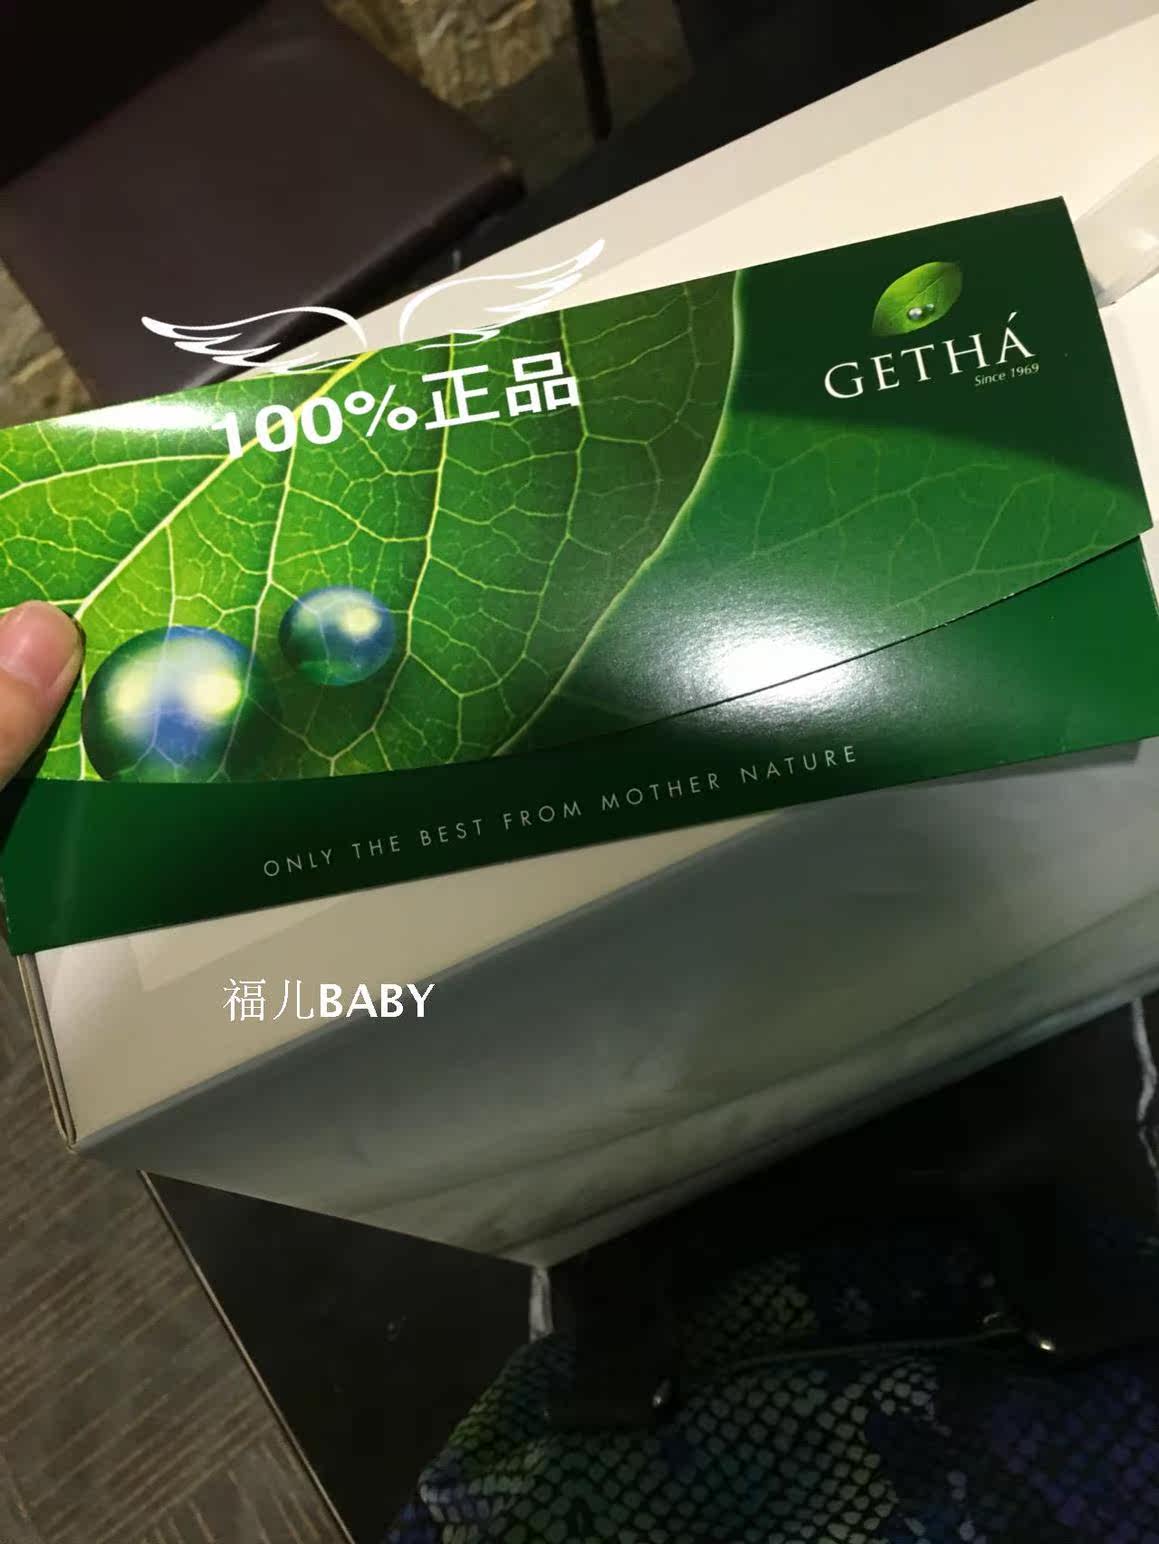 GETHÁ
Since 1969
100%正品
ONLY THE BEST FROM MOTHER NATURE
福儿BABY